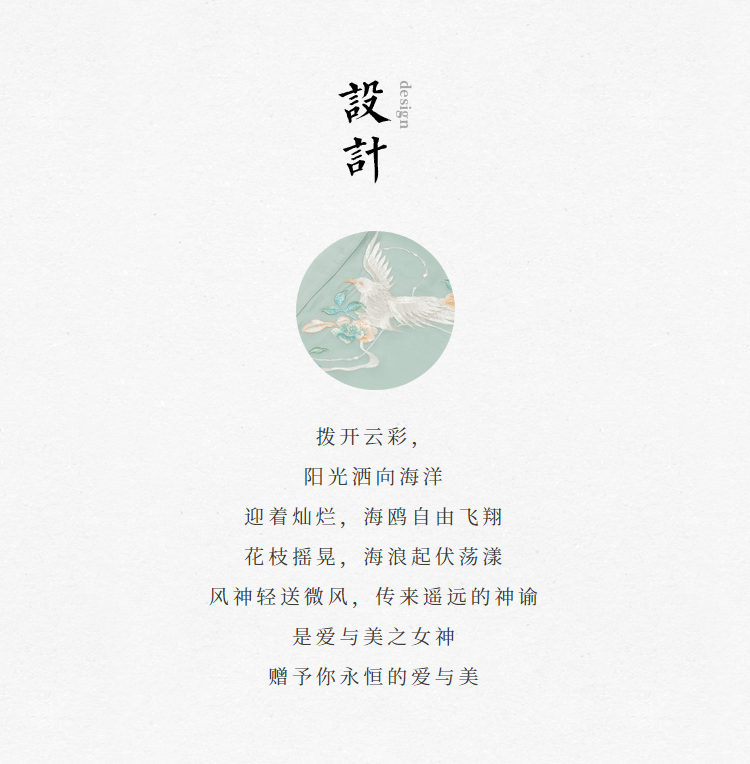 設計
design
拨开云彩，
阳光洒向海洋
迎着灿烂，海鸥自由飞翔
花枝摇晃，海浪起伏荡漾
风神轻送微风，传来遥远的神谕
是爱与美之女神
赠予你永恒的爱与美